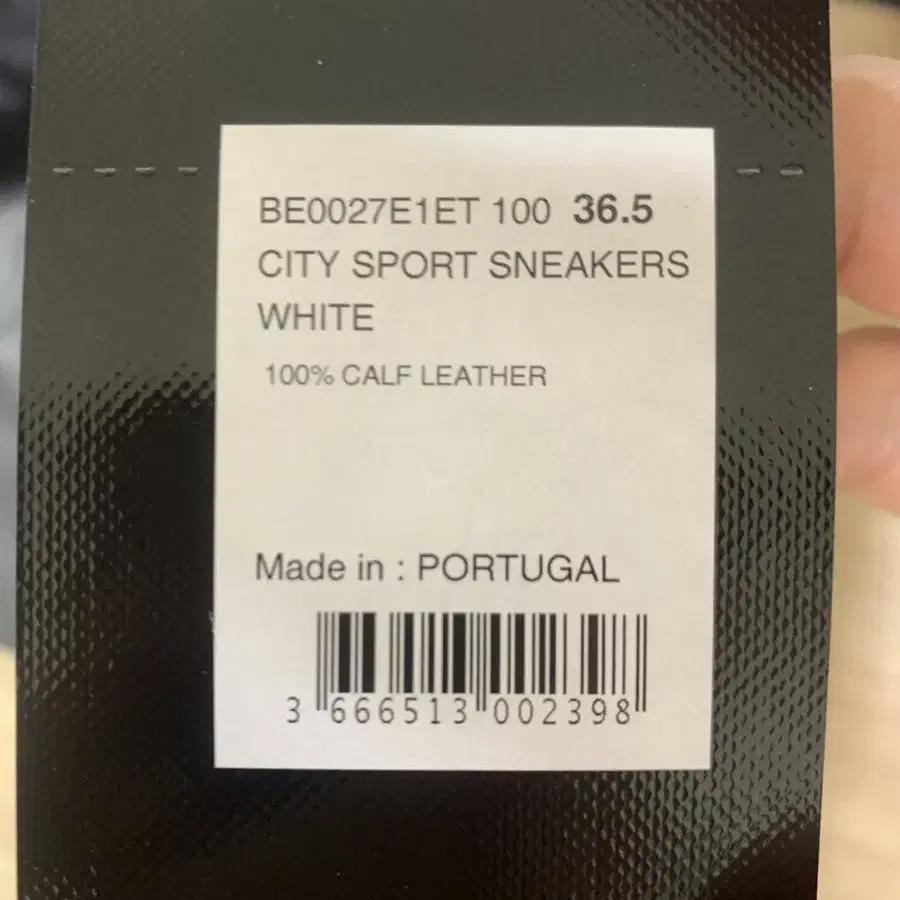 BE0027E1ET 100 36.5
CITY SPORT SNEAKERS
WHITE
100% CALF LEATHER
Made in : PORTUGAL
3 666513 002398